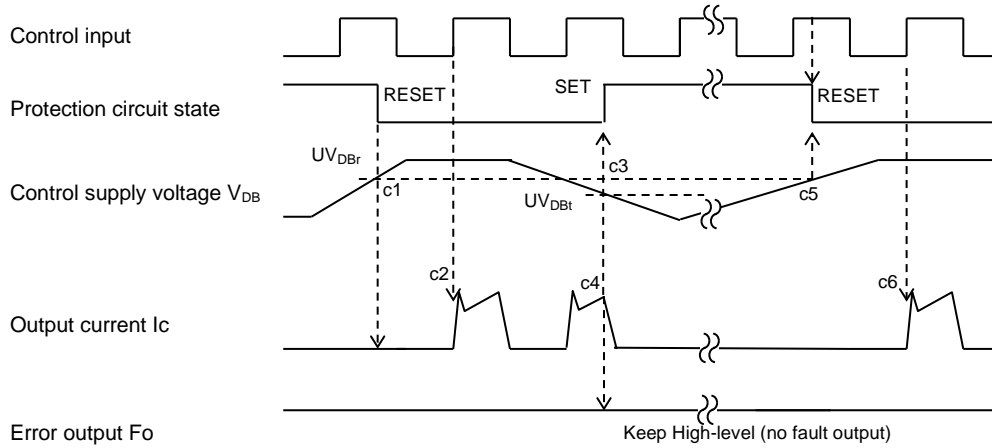 Control input
Protection circuit state
RESET
SET
RESET
UVDBr
c1
c3
c5
Control supply voltage VDB
UVDBt
c2
c4
c6
Output current Ic
Error output Fo
Keep High-level (no fault output)